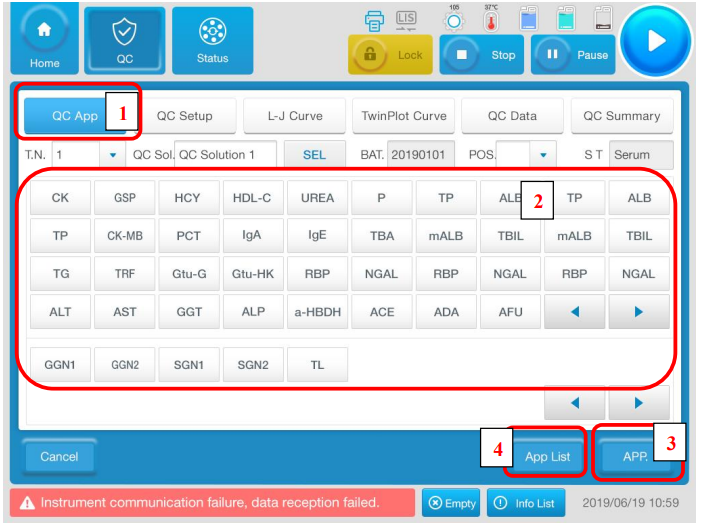 105 37℃
LIS
Home QC Status Lock Stop Pause
QC App 1 QC Setup L-J Curve TwinPlot Curve QC Data QC Summary
T.N. 1 QC Sol. QC Solution 1 SEL BAT. 20190101 POS. S T Serum
CK GSP HCY HDL-C UREA P TP ALB 2 TP ALB
TP CK-MB PCT IgA IgE TBA mALB TBIL mALB TBIL
TG TRF Gtu-G Gtu-HK RBP NGAL RBP NGAL RBP NGAL
ALT AST GGT ALP a-HBDH ACE ADA AFU
GGN1 GGN2 SGN1 SGN2 TL
Cancel 4 App List APP. 3
Instrument communication failure, data reception failed. Empty Info List 2019/06/19 10:59